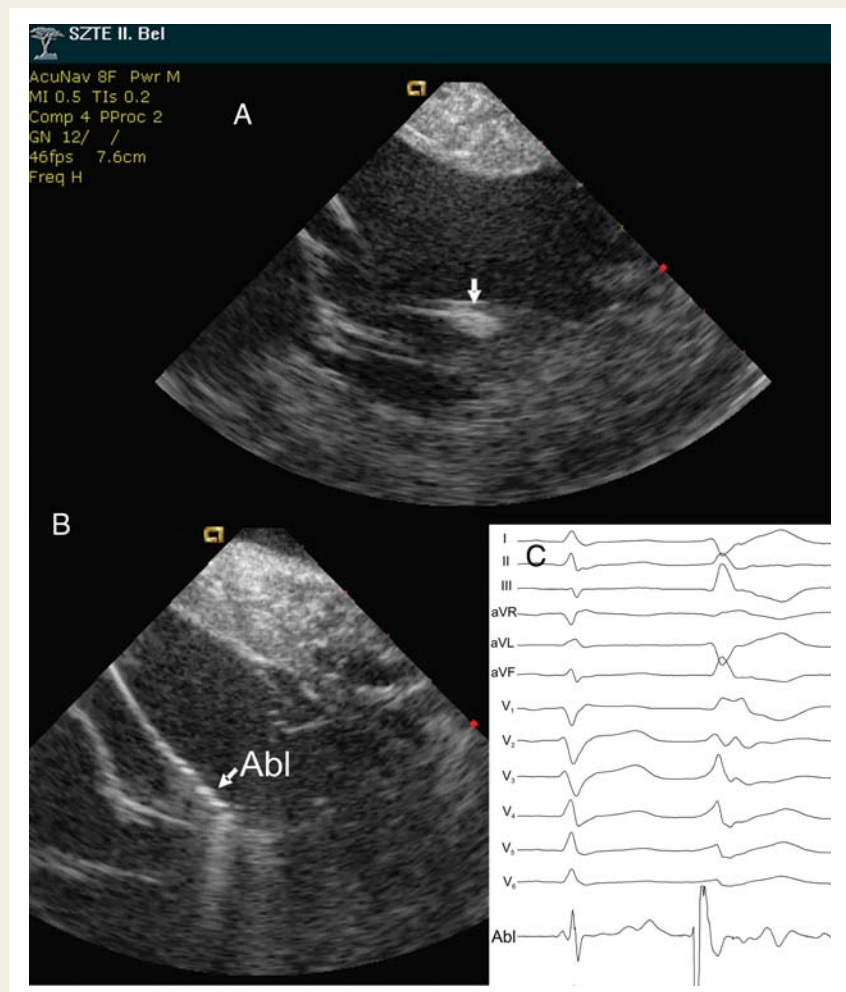 SZTE II. Bel
AcuNav 8F Pwr M
MI 0.5 TIs 0.2
Comp 4 PProc 2
GN 12/ /
46fps 7.6cm
Freq H
A
B
Abl
C
I
II
III
aVR
aVL
aVF
V1
V2
V3
V4
V5
V6
Abl